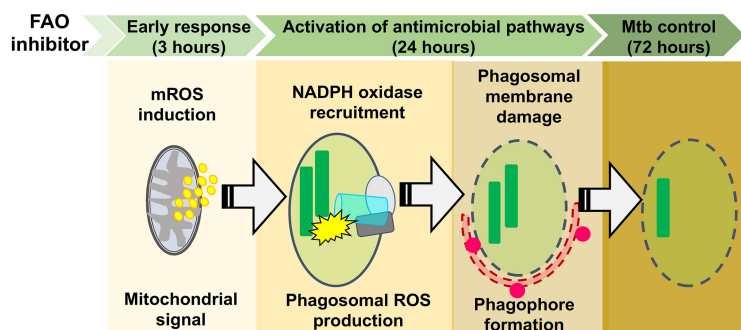 FAO
inhibitor
Early response
(3 hours)
Activation of antimicrobial pathways
(24 hours)
Mtb control
(72 hours)
mROS
induction
NADPH oxidase
recruitment
Phagosomal
membrane
damage
Mitochondrial
signal
Phagosomal ROS
production
Phagophore
formation